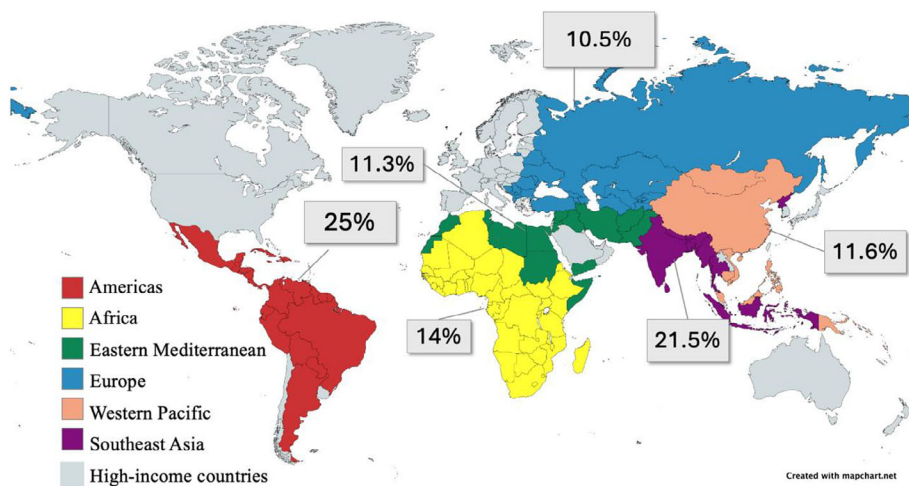 10.5%
11.3%
25%
11.6%
14%
21.5%
Americas
Africa
Eastern Mediterranean
Europe
Western Pacific
Southeast Asia
High-income countries
Created with mapchart.net